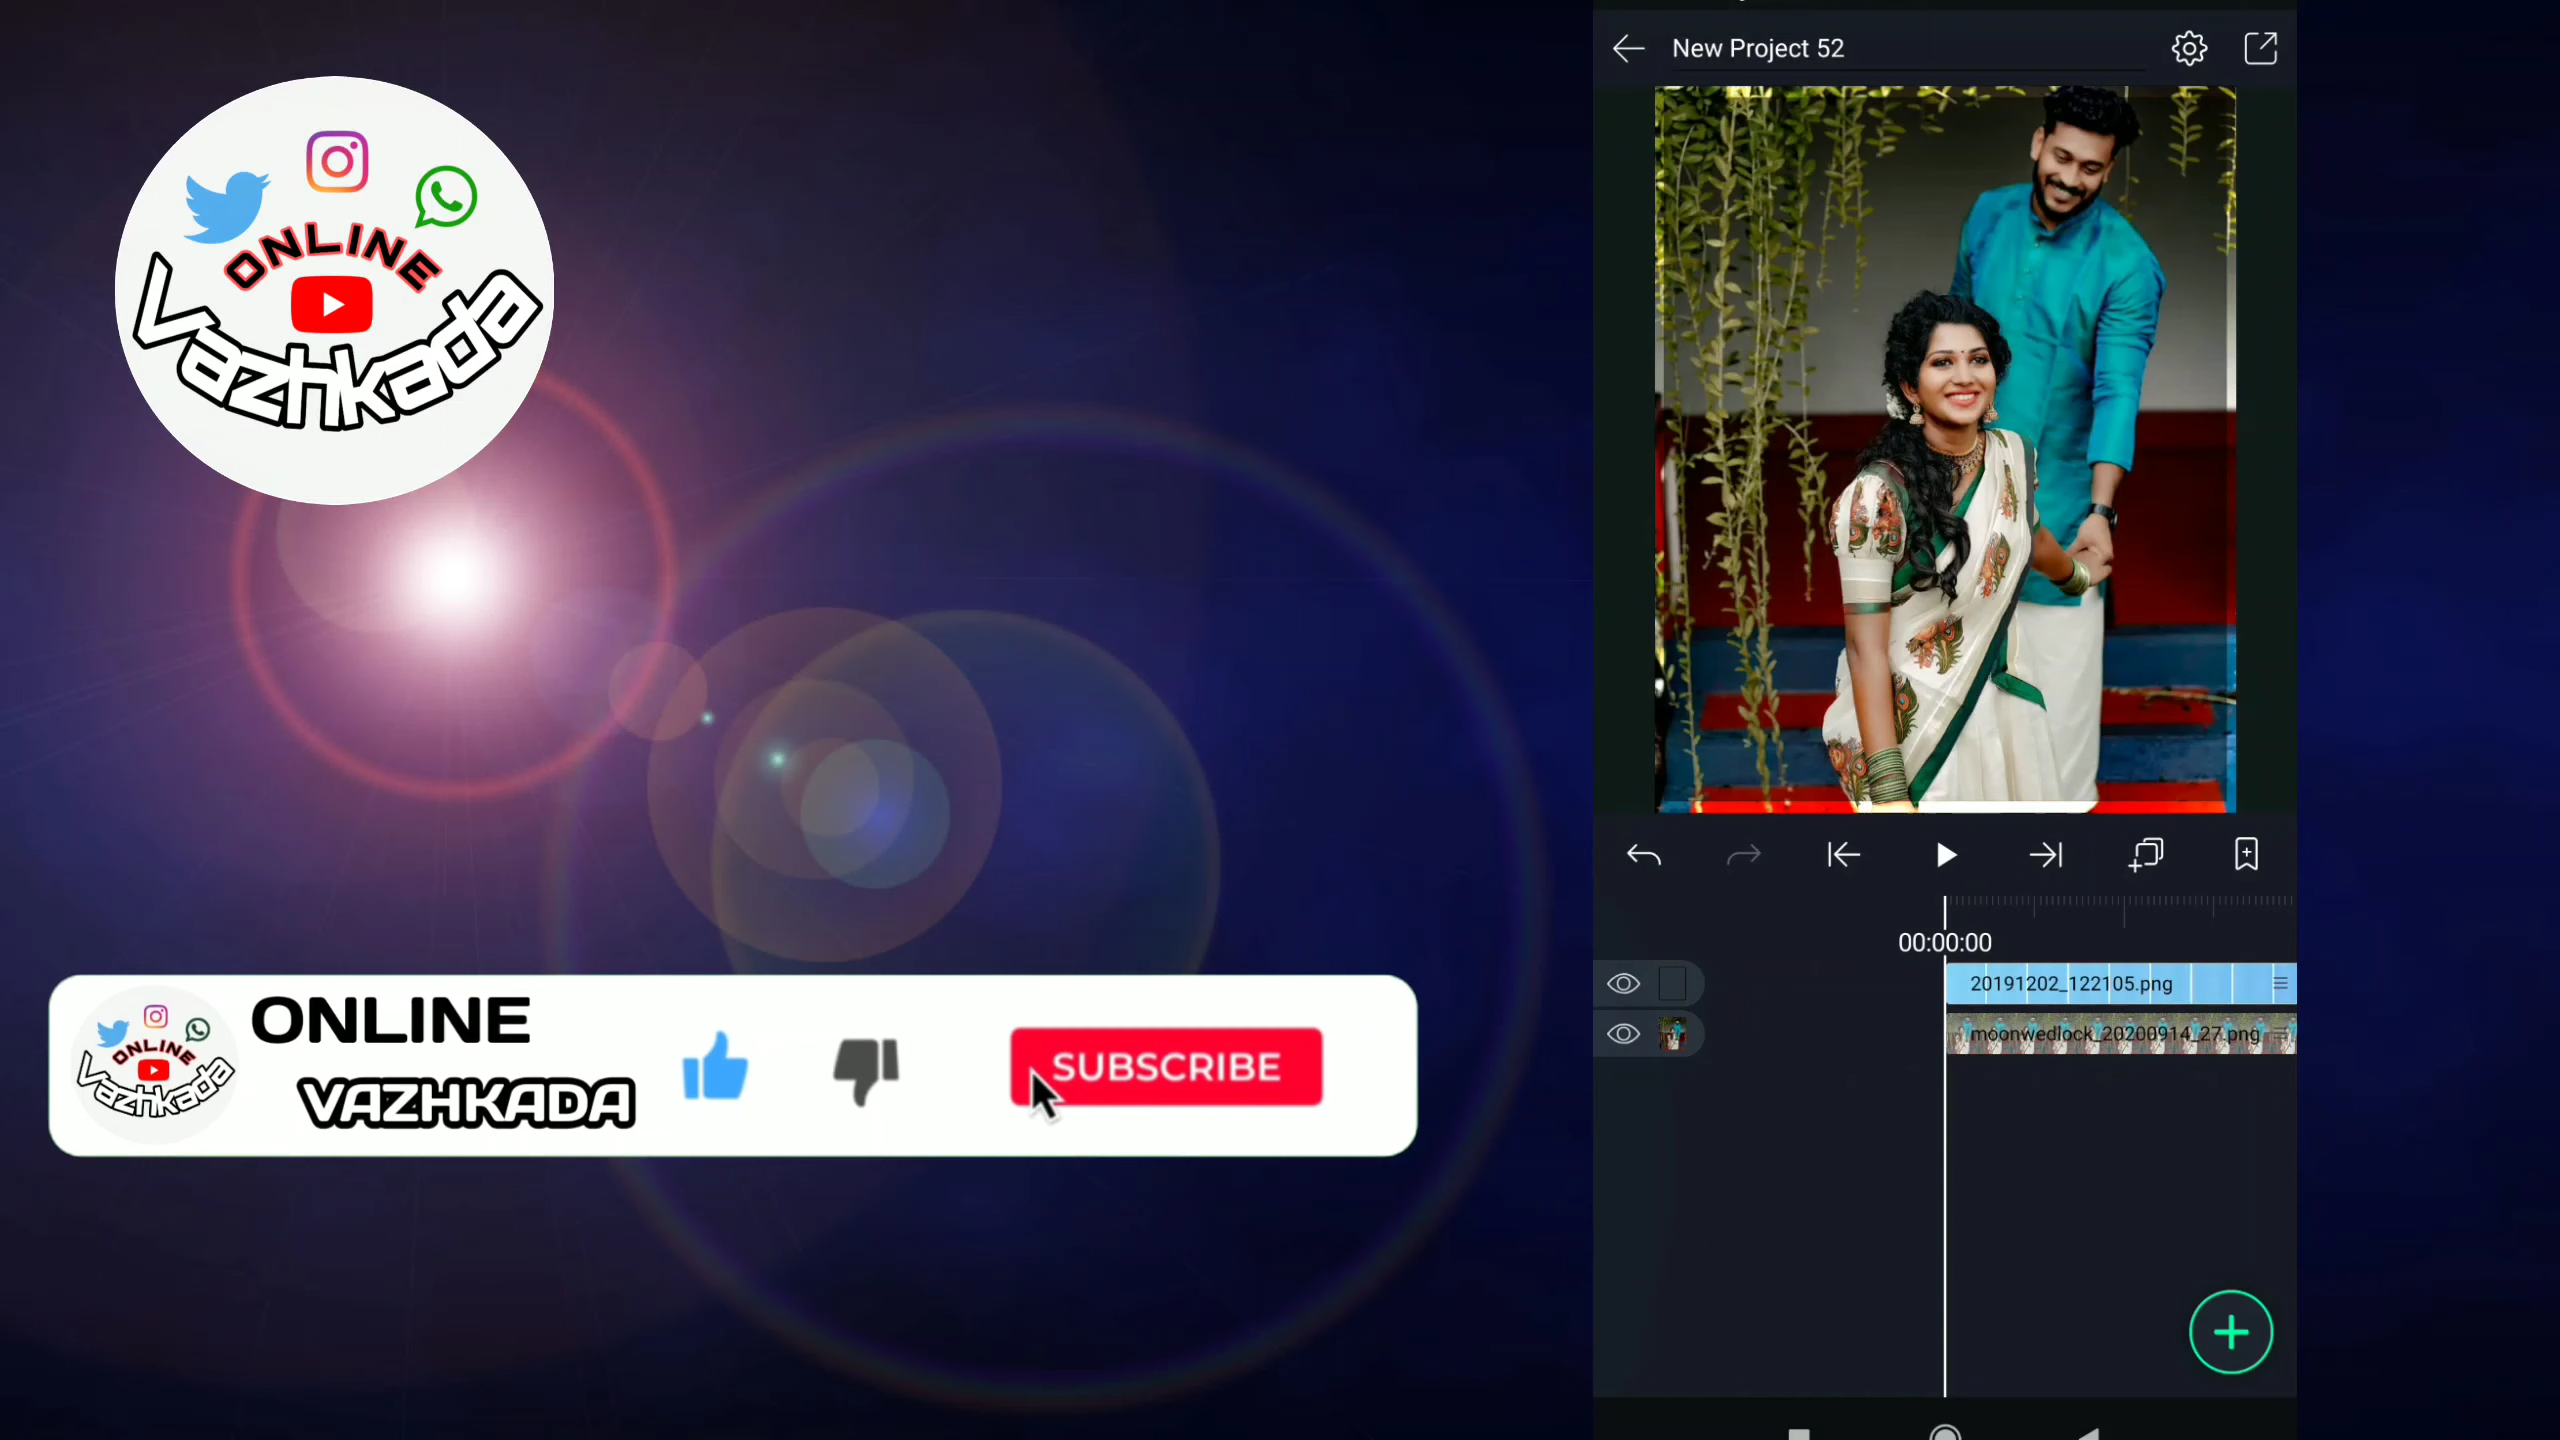 ONLINE
Vazhkada
New Project 52
00:00:00
20191202_122105.png
moonwedlock_20200914_27.png
ONLINE
Vazhkada
ONLINE
VAZHKADA
SUBSCRIBE